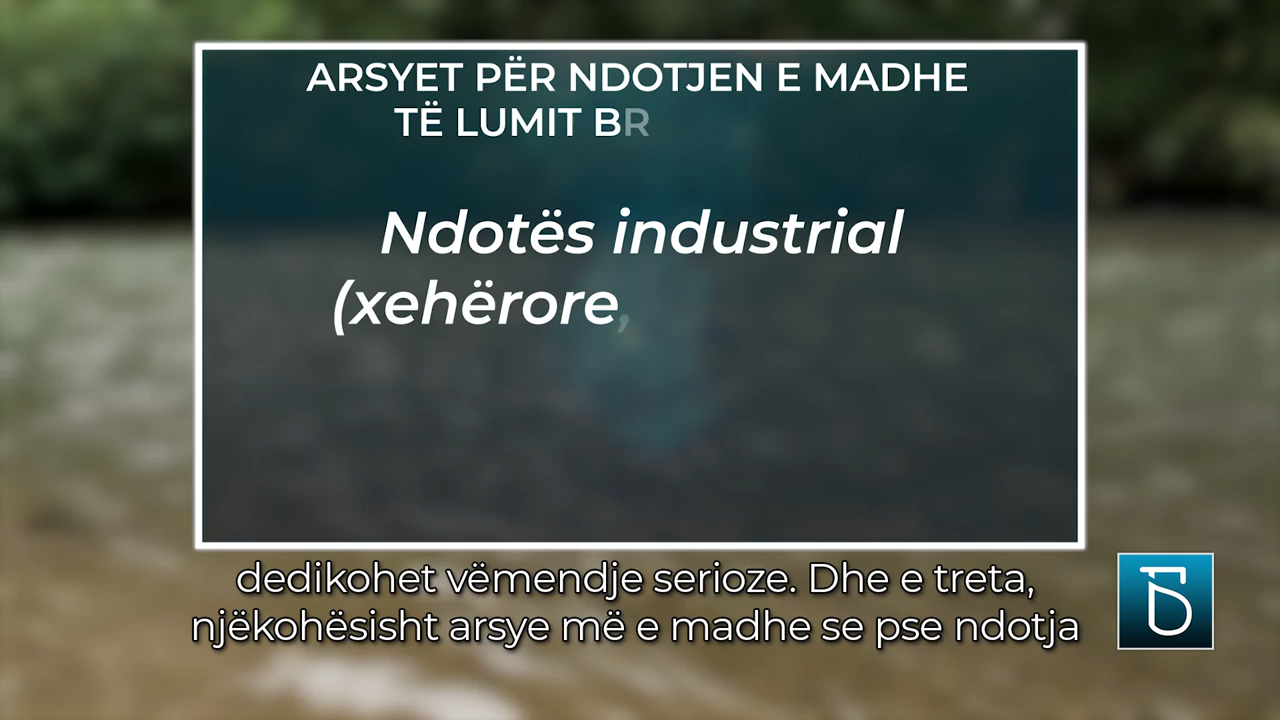 ARSYET PËR NDOTJEN E MADHE
TË LUMIT BR
Ndotës industrial
(xehërore,
dedikohet vëmendje serioze. Dhe e treta,
njëkohësisht arsye më e madhe se pse ndotja